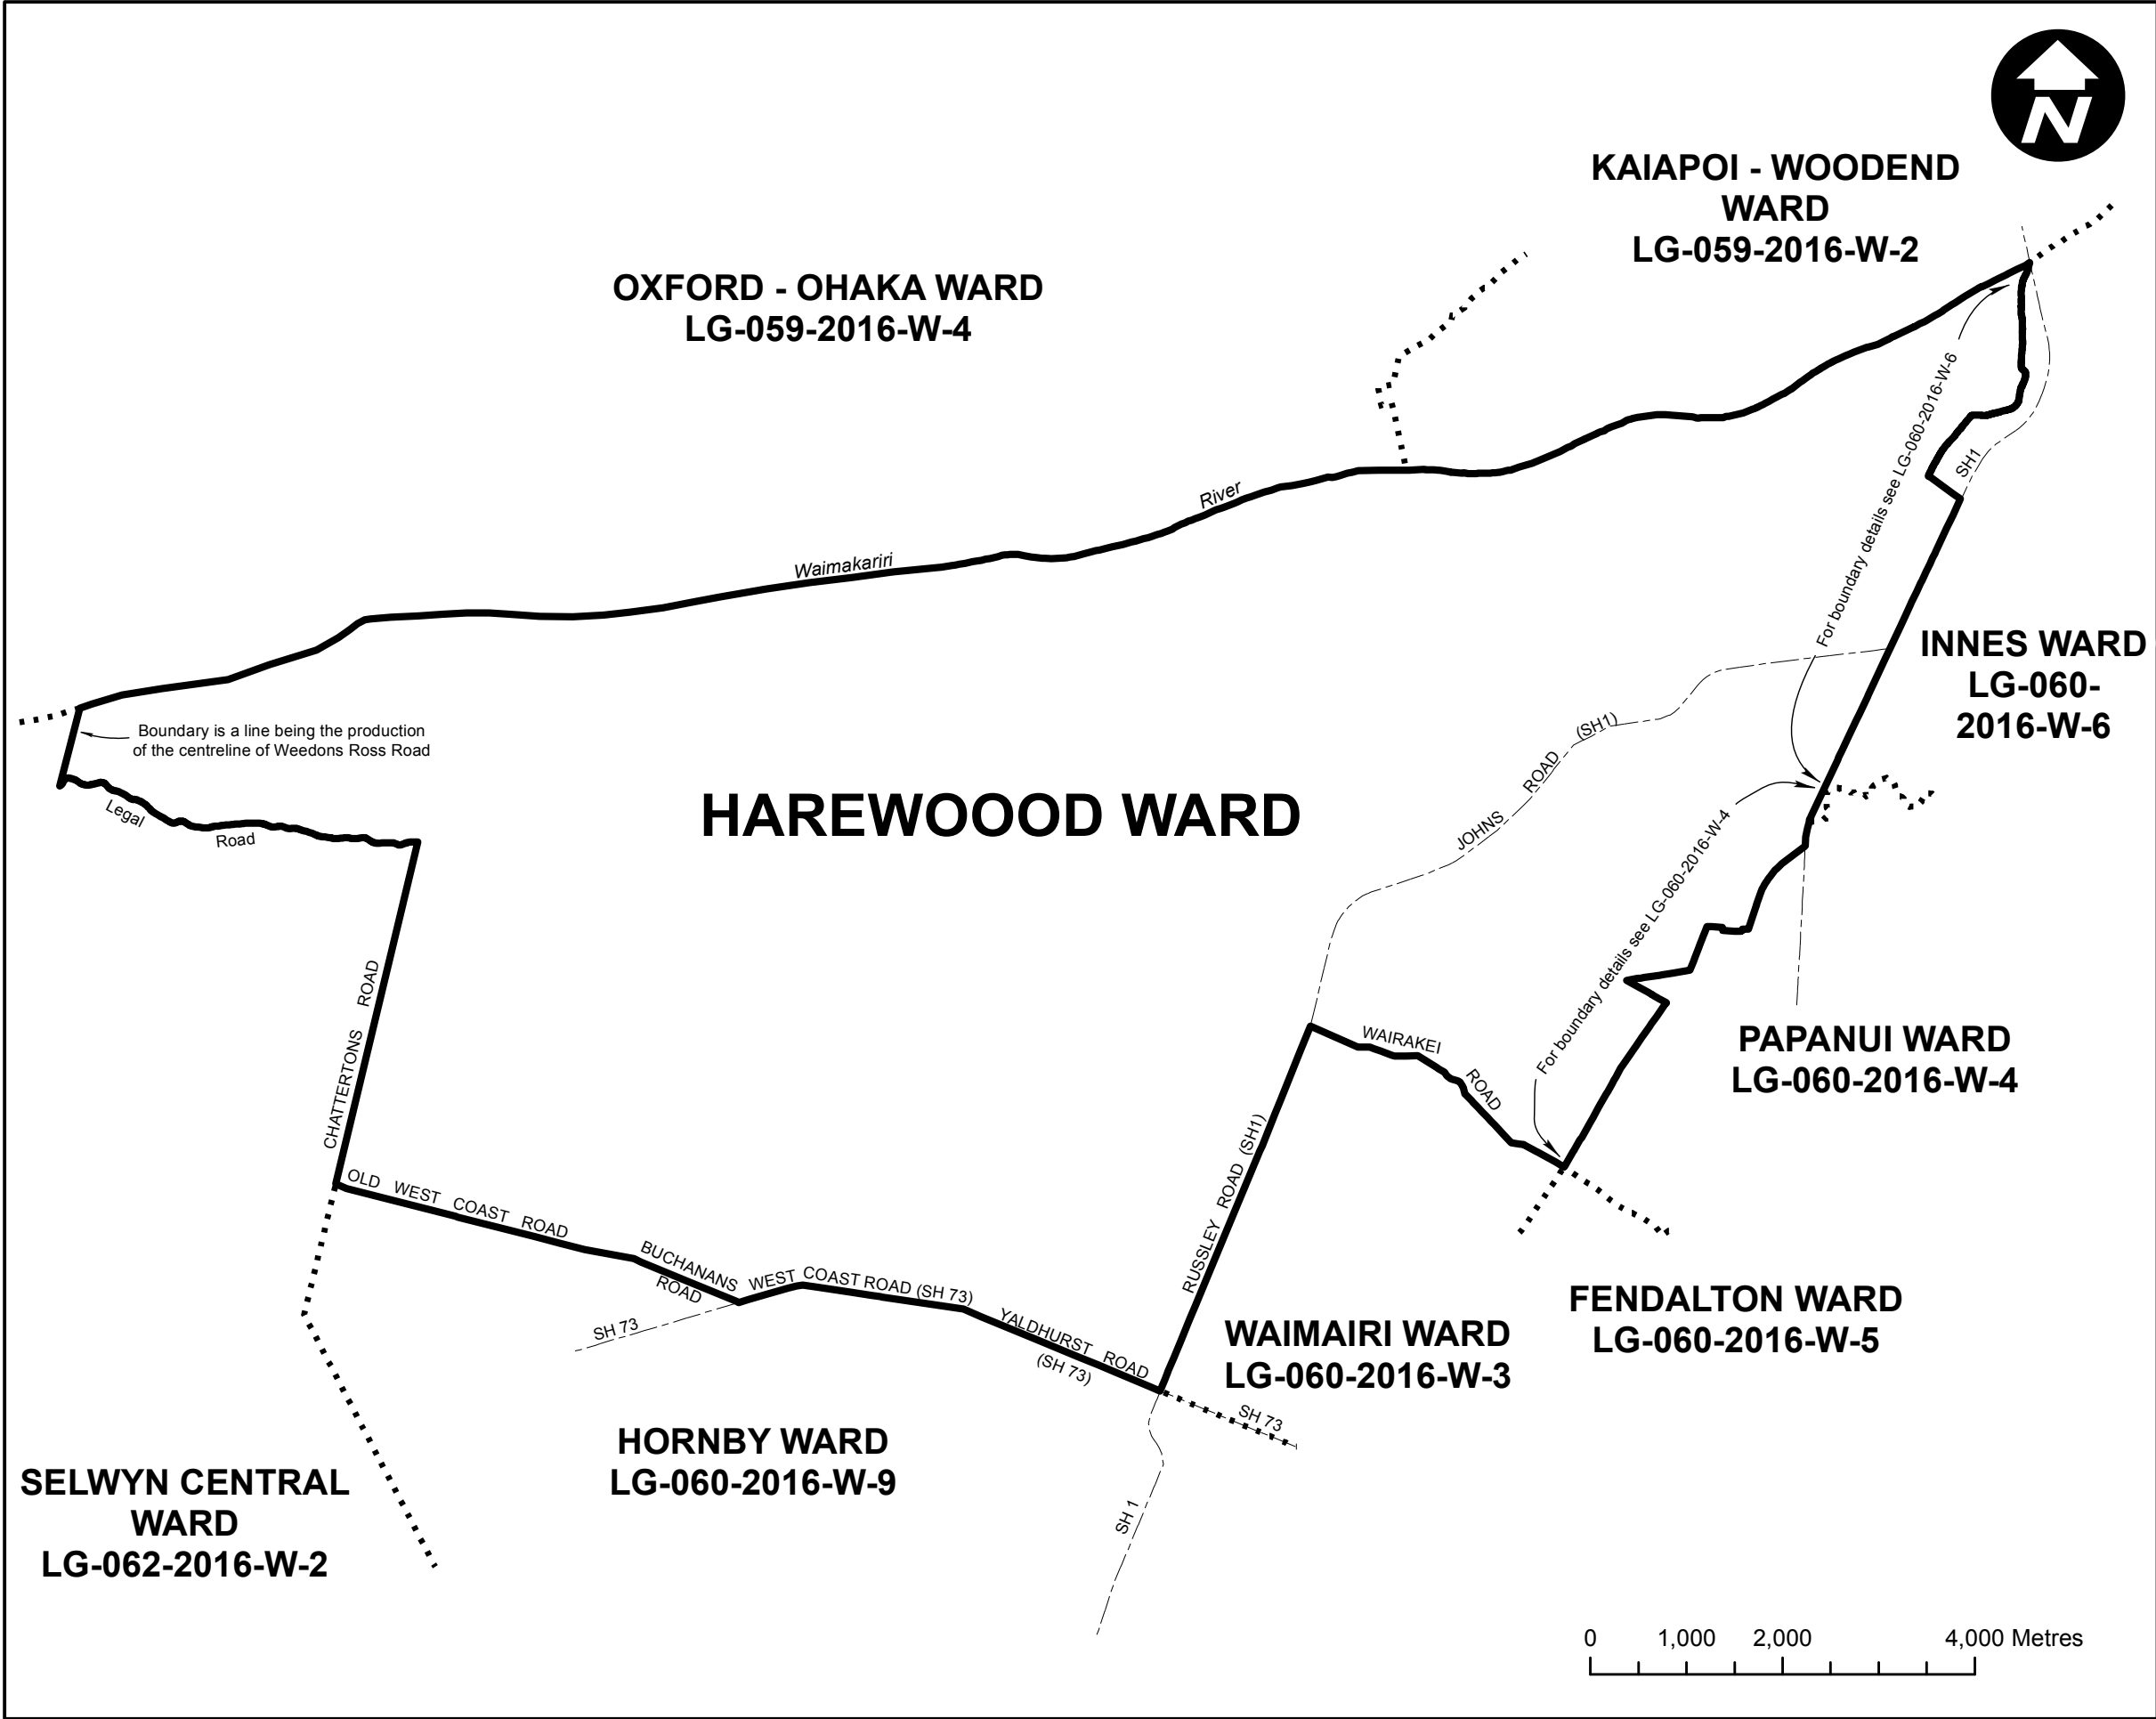 N
KAIAPOI - WOODEND
WARD
LG-059-2016-W-2
OXFORD - OHAKA WARD
LG-059-2016-W-4
For boundary details see LG-060-2016-W-6
SH1
River
Waimakariri
INNES WARD
LG-060-
2016-W-6
Boundary is a line being the production
of the centreline of Weedons Ross Road
Legal
Road
HAREWOOOD WARD
JOHNS ROAD (SH1)
For boundary details see LG-060-2016-W-4
CHATTERTONS ROAD
WAIRAKEI
ROAD
PAPANUI WARD
LG-060-2016-W-4
RUSSLEY ROAD (SH1)
OLD WEST COAST ROAD
BUCHANANS
ROAD
WEST COAST ROAD (SH 73)
SH 73
YALDHURST ROAD
(SH 73)
WAIMAIRI WARD
LG-060-2016-W-3
FENDALTON WARD
LG-060-2016-W-5
SH 73
HORNBY WARD
LG-060-2016-W-9
SELWYN CENTRAL
WARD
LG-062-2016-W-2
SH 1
0 1,000 2,000 4,000 Metres